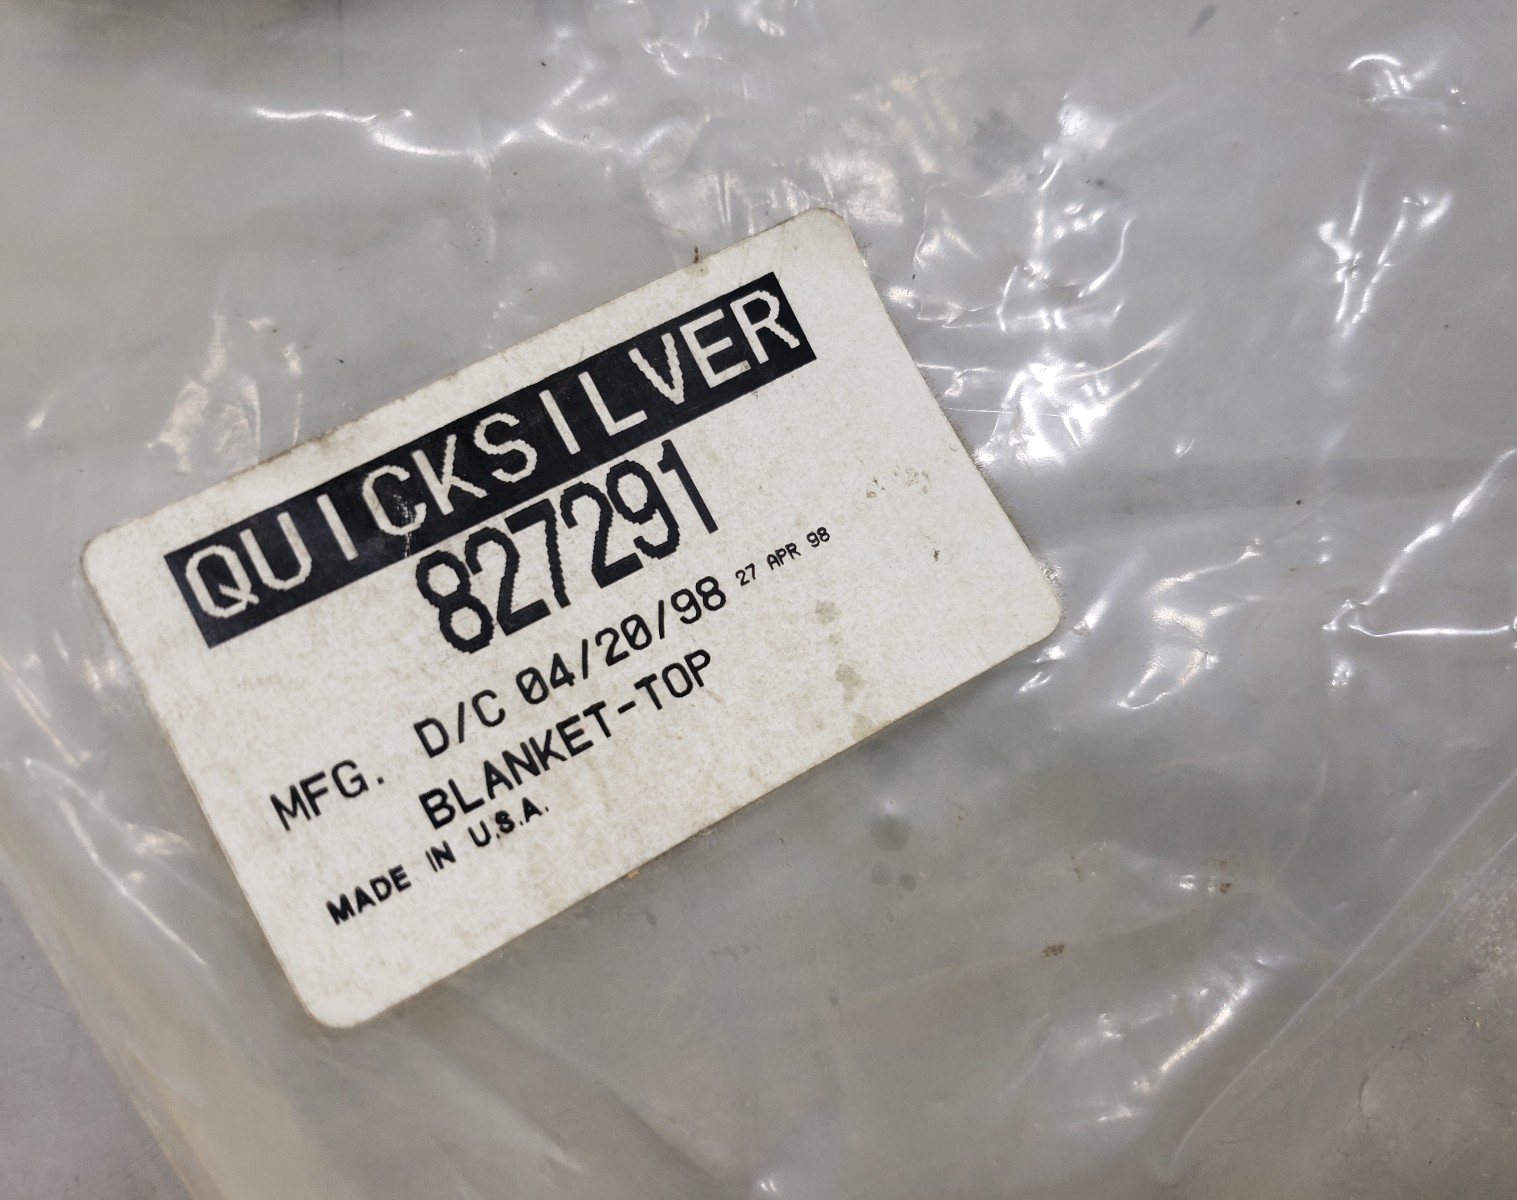 QUICKSILVER
827291
MFG. D/C 04/20/98 27 APR 98
BLANKET-TOP
MADE IN U.S.A.